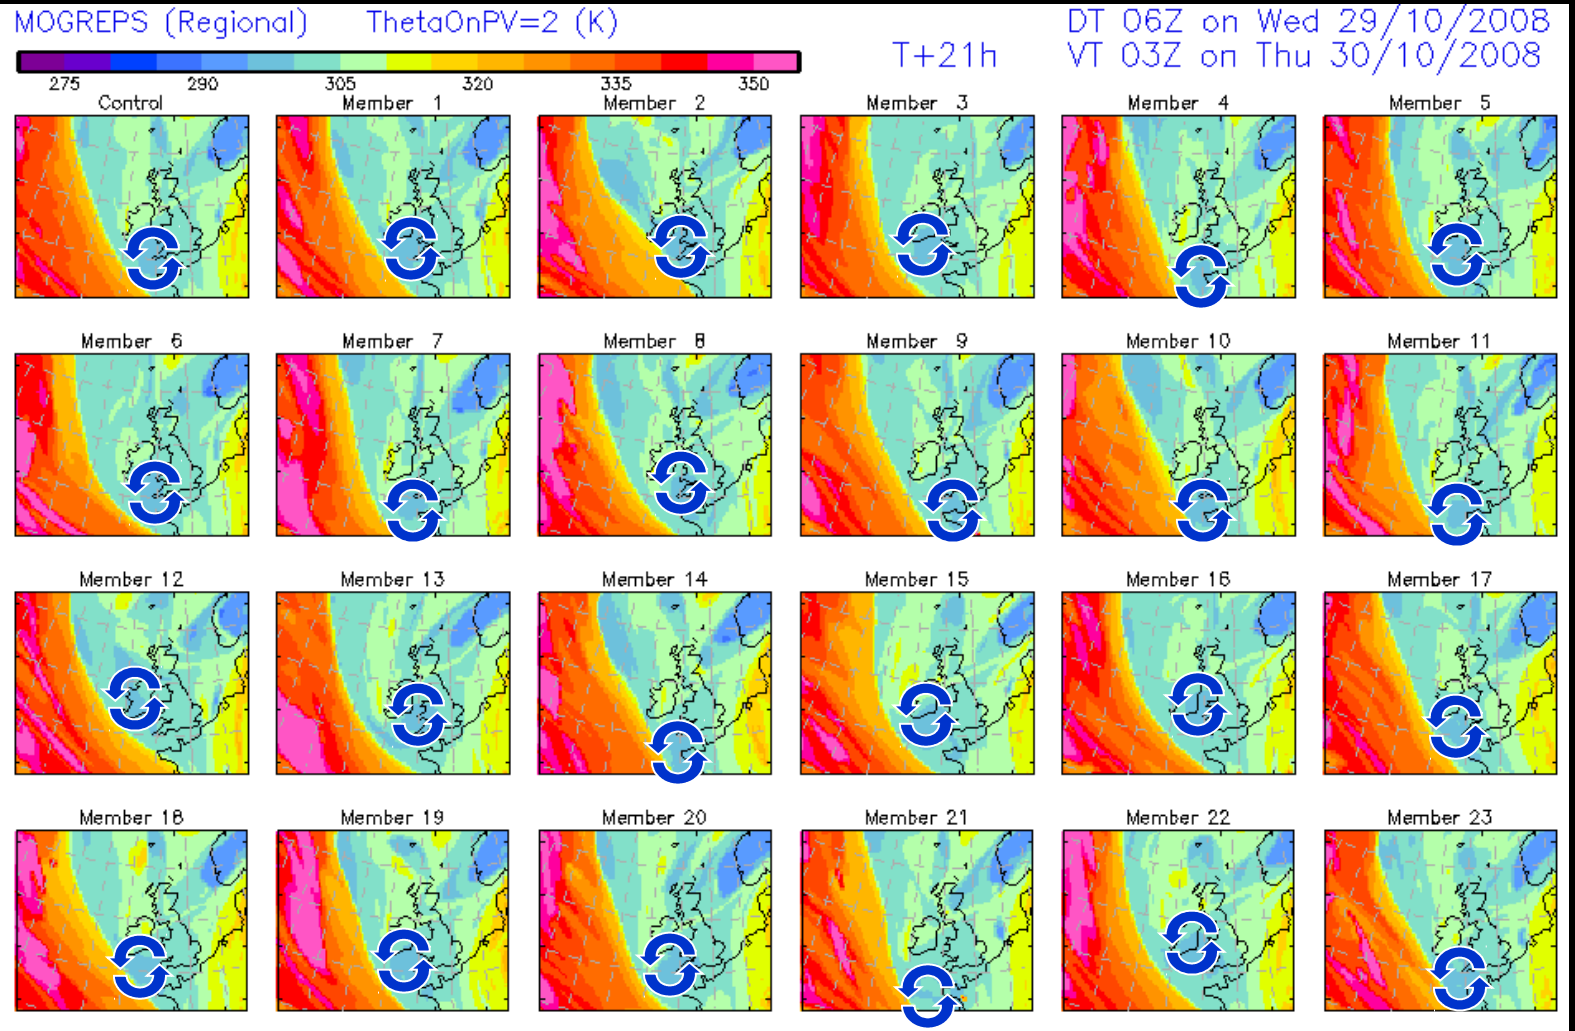 MOGREPS (Regional) ThetaOnPV=2 (K) DT 06Z on Wed 29/10/2008
T+21h VT 03Z on Thu 30/10/2008
275 290 305 320 335 350
Control Member 1 Member 2 Member 3 Member 4 Member 5
Member 6 Member 7 Member 8 Member 9 Member 10 Member 11
Member 12 Member 13 Member 14 Member 15 Member 16 Member 17
Member 18 Member 19 Member 20 Member 21 Member 22 Member 23